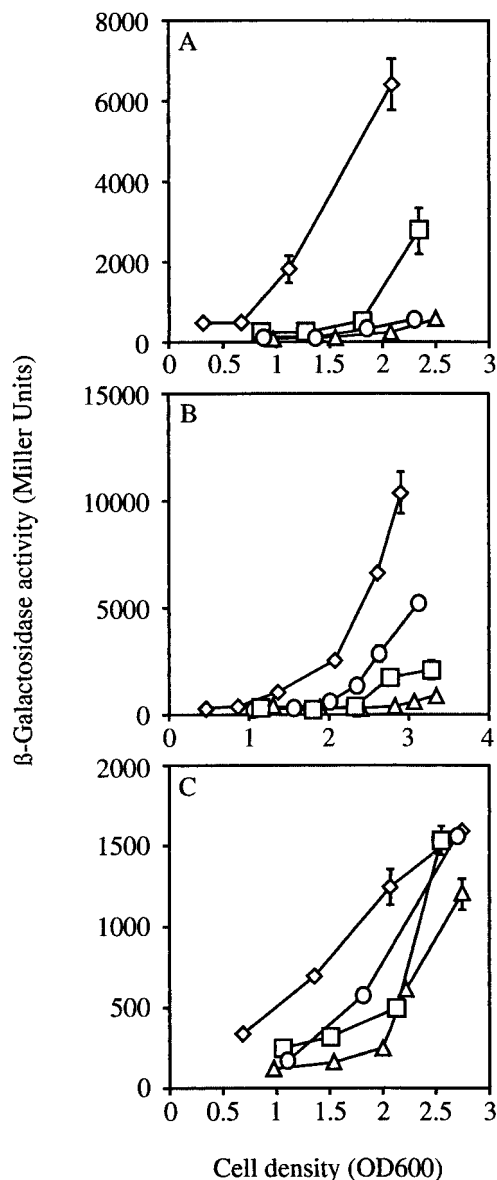 A
8000
6000
4000
2000
0
0 0.5 1 1.5 2 2.5 3
B
15000
10000
5000
0
0 1 2 3 4
C
2000
1500
1000
500
0
0 0.5 1 1.5 2 2.5 3
ß-Galactosidase activity (Miller Units)
Cell density (OD600)